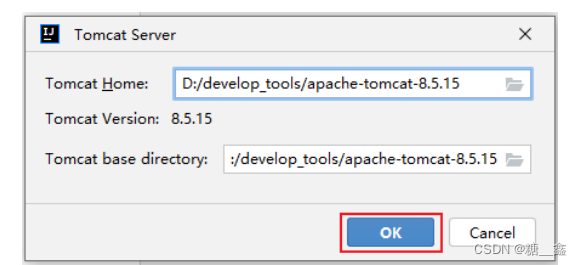 IJ Tomcat Server
Tomcat Home: D:/develop_tools/apache-tomcat-8.5.15
Tomcat Version: 8.5.15
Tomcat base directory: :/develop_tools/apache-tomcat-8.5.15
OK Cancel
CSDN @糖__鑫